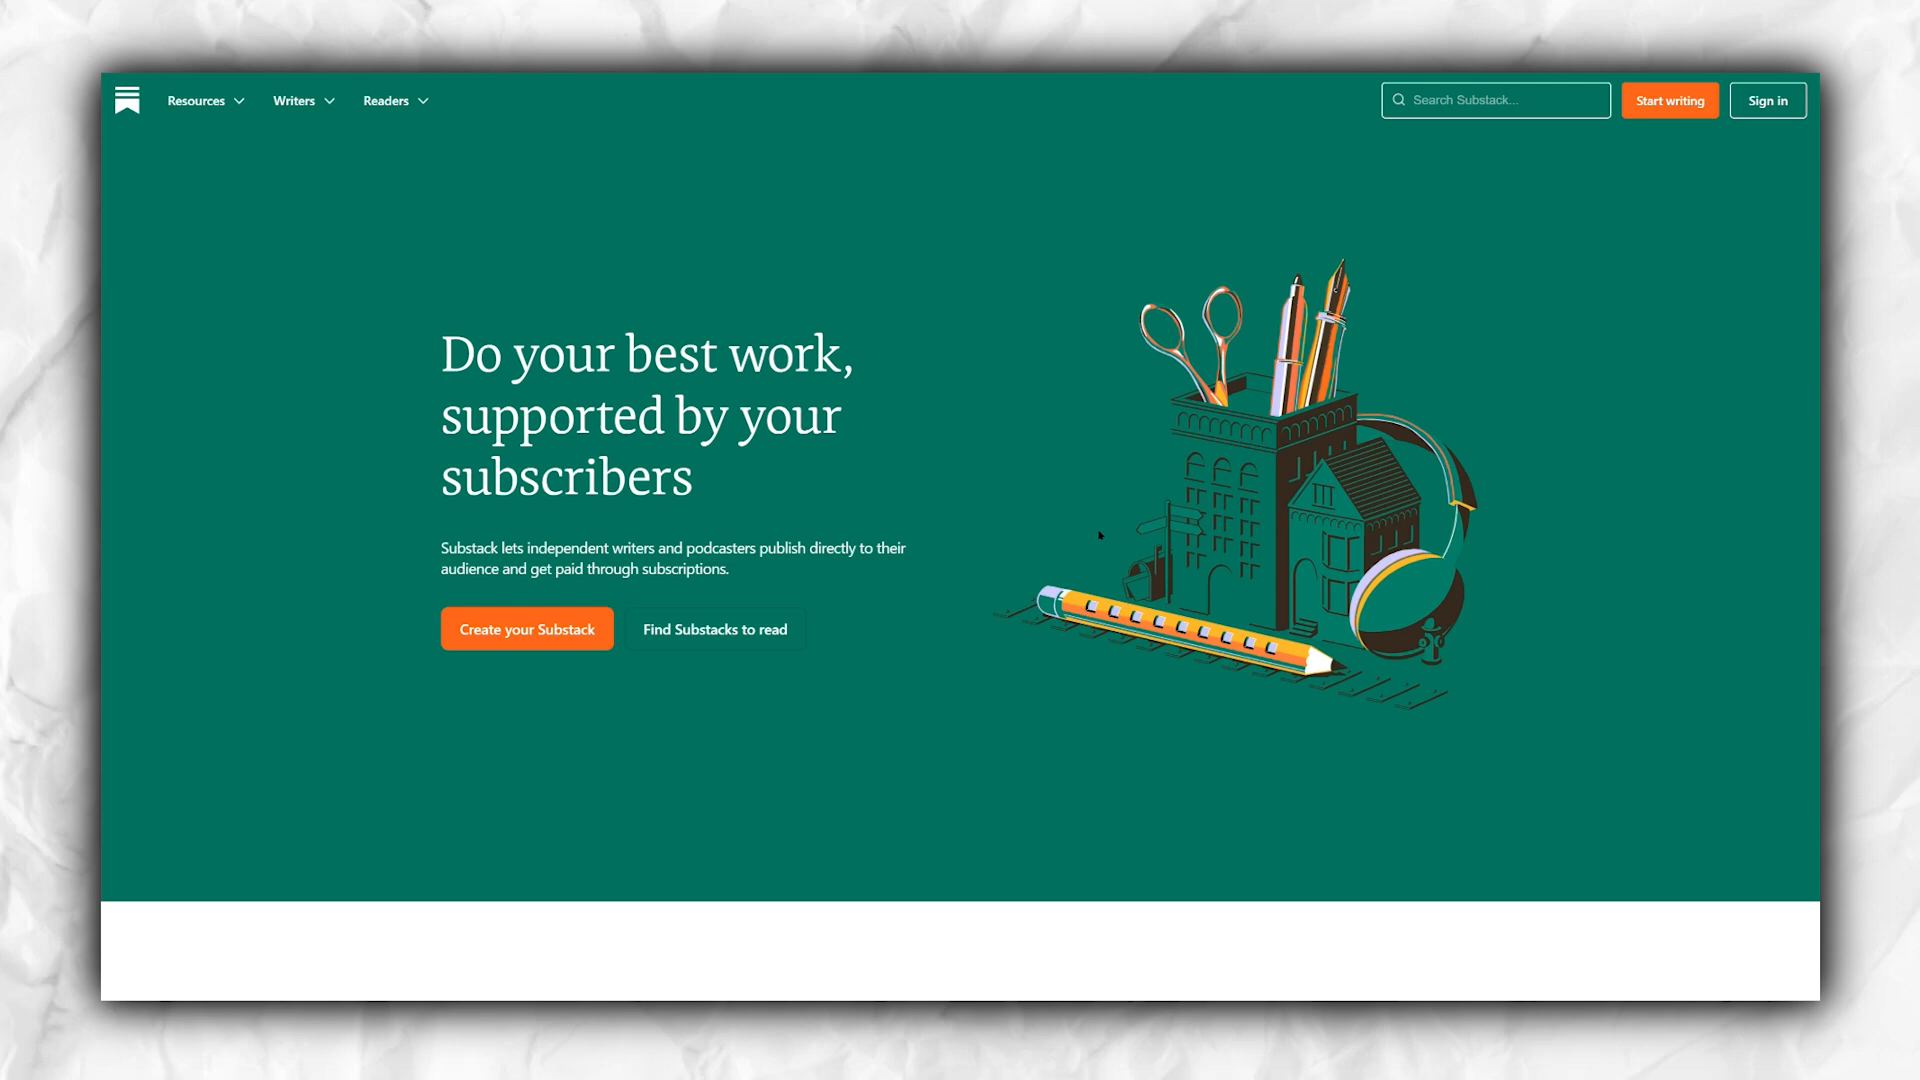 Resources
Writers
Readers
Search Substack...
Start writing
Sign in
Do your best work,
supported by your
subscribers
Substack lets independent writers and podcasters publish directly to their
audience and get paid through subscriptions.
Create your Substack
Find Substacks to read